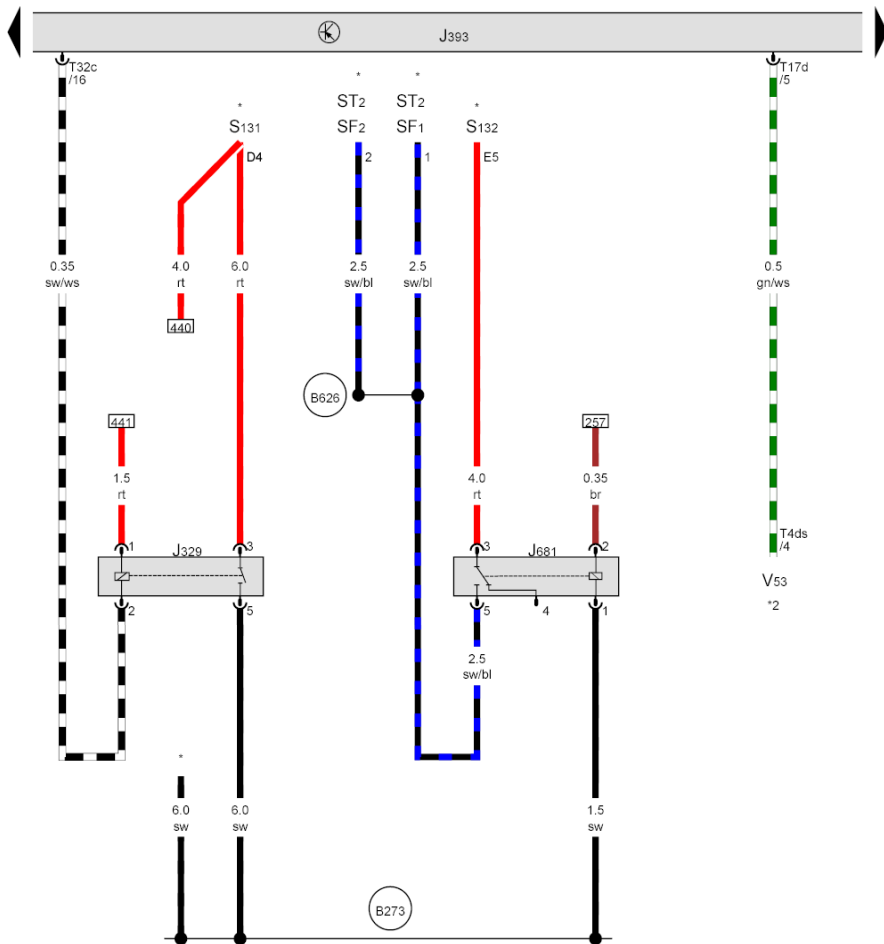 J393
T32c
/16
T17d
/5
*
ST2
SF2
*
ST2
SF1
*
S131
*
S132
D4
2
1
E5
0.35
sw/ws
4.0
rt
6.0
rt
2.5
sw/bl
2.5
sw/bl
0.5
gn/ws
440
B626
441
257
1.5
rt
4.0
rt
0.35
br
T4ds
/4
1
J329
3
3
J681
2
V53
*2
2
5
5
4
1
2.5
sw/bl
*
6.0
sw
6.0
sw
1.5
sw
B273